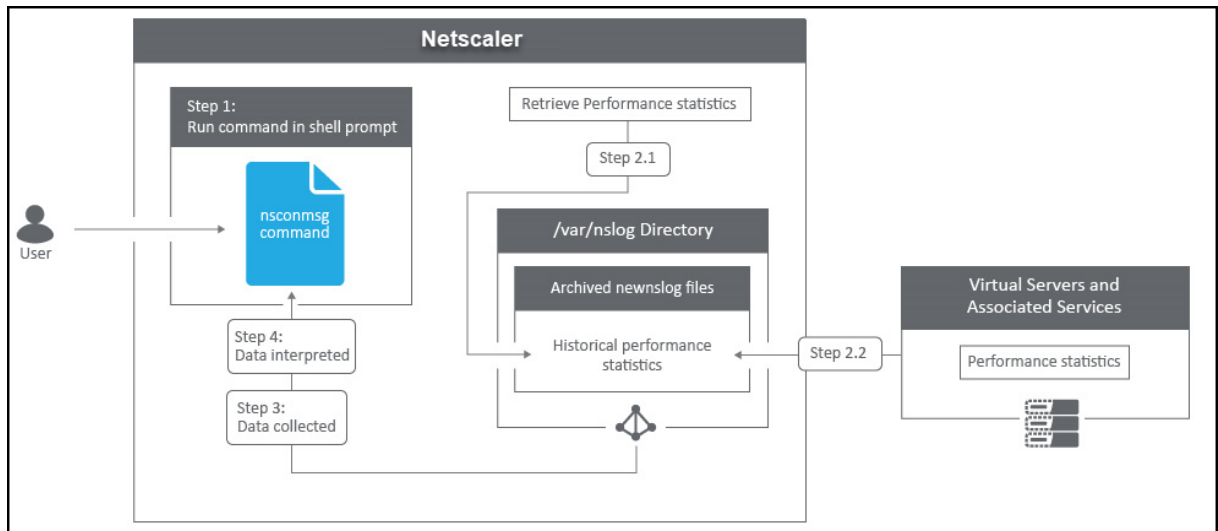 Netscaler
Step 1:
Run command in shell prompt
nsconmsg
command
User
Step 4:
Data interpreted
Step 3:
Data collected
Retrieve Performance statistics
Step 2.1
/var/nslog Directory
Archived newnslog files
Historical performance
statistics
Step 2.2
Virtual Servers and
Associated Services
Performance statistics